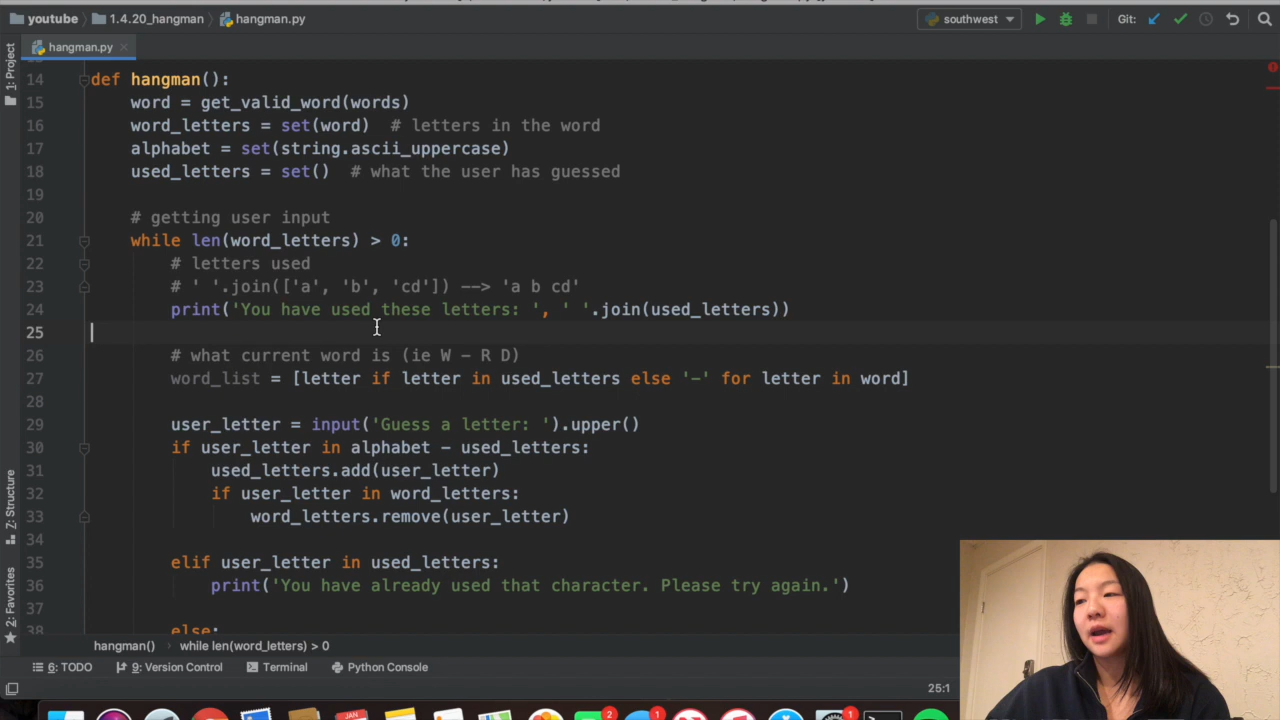 youtube 1.4.20_hangman hangman.py southwest Git:
hangman.py
1: Project
14 def hangman():
15 word = get_valid_word(words)
16 word_letters = set(word)  # letters in the word
17 alphabet = set(string.ascii_uppercase)
18 used_letters = set()  # what the user has guessed
19
20 # getting user input
21 while len(word_letters) > 0:
22 # letters used
23 # ' '.join(['a', 'b', 'cd']) --> 'a b cd'
24 print('You have used these letters: ', ' '.join(used_letters))
25
26 # what current word is (ie W - R D)
27 word_list = [letter if letter in used_letters else '-' for letter in word]
28
29 user_letter = input('Guess a letter: ').upper()
30 if user_letter in alphabet - used_letters:
31 used_letters.add(user_letter)
32 if user_letter in word_letters:
33 word_letters.remove(user_letter)
34
35 elif user_letter in used_letters:
36 print('You have already used that character. Please try again.')
37
38 else:
Z: Structure
2: Favorites
hangman() › while len(word_letters) > 0
6: TODO 9: Version Control Terminal Python Console
25:1
JAN 2 1 1